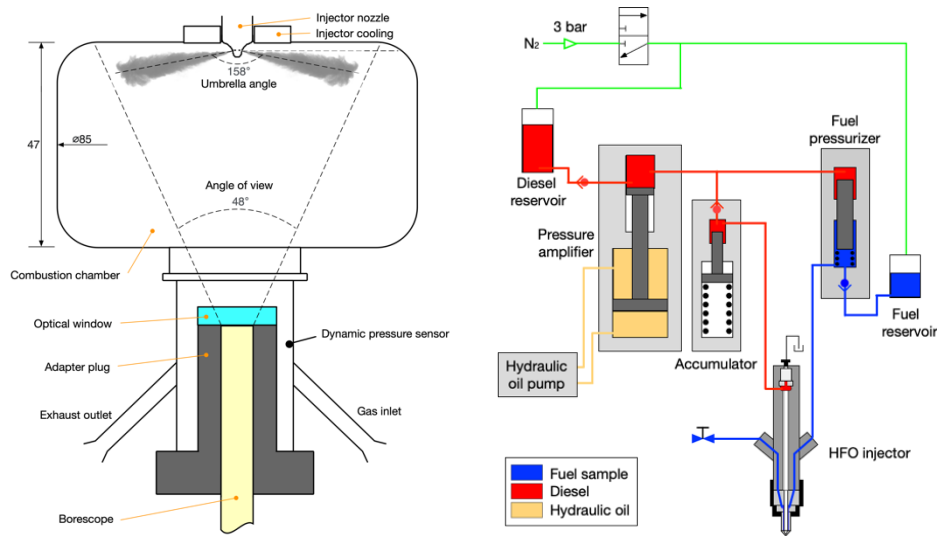 Injector nozzle
Injector cooling
158°
Umbrella angle
47
⌀85
Angle of view
48°
Combustion chamber
Optical window
Dynamic pressure sensor
Adapter plug
Exhaust outlet
Gas inlet
Borescope
3 bar
N₂
Diesel
reservoir
Fuel
pressurizer
Pressure
amplifier
Fuel
reservoir
Accumulator
Hydraulic
oil pump
HFO injector
Fuel sample
Diesel
Hydraulic oil